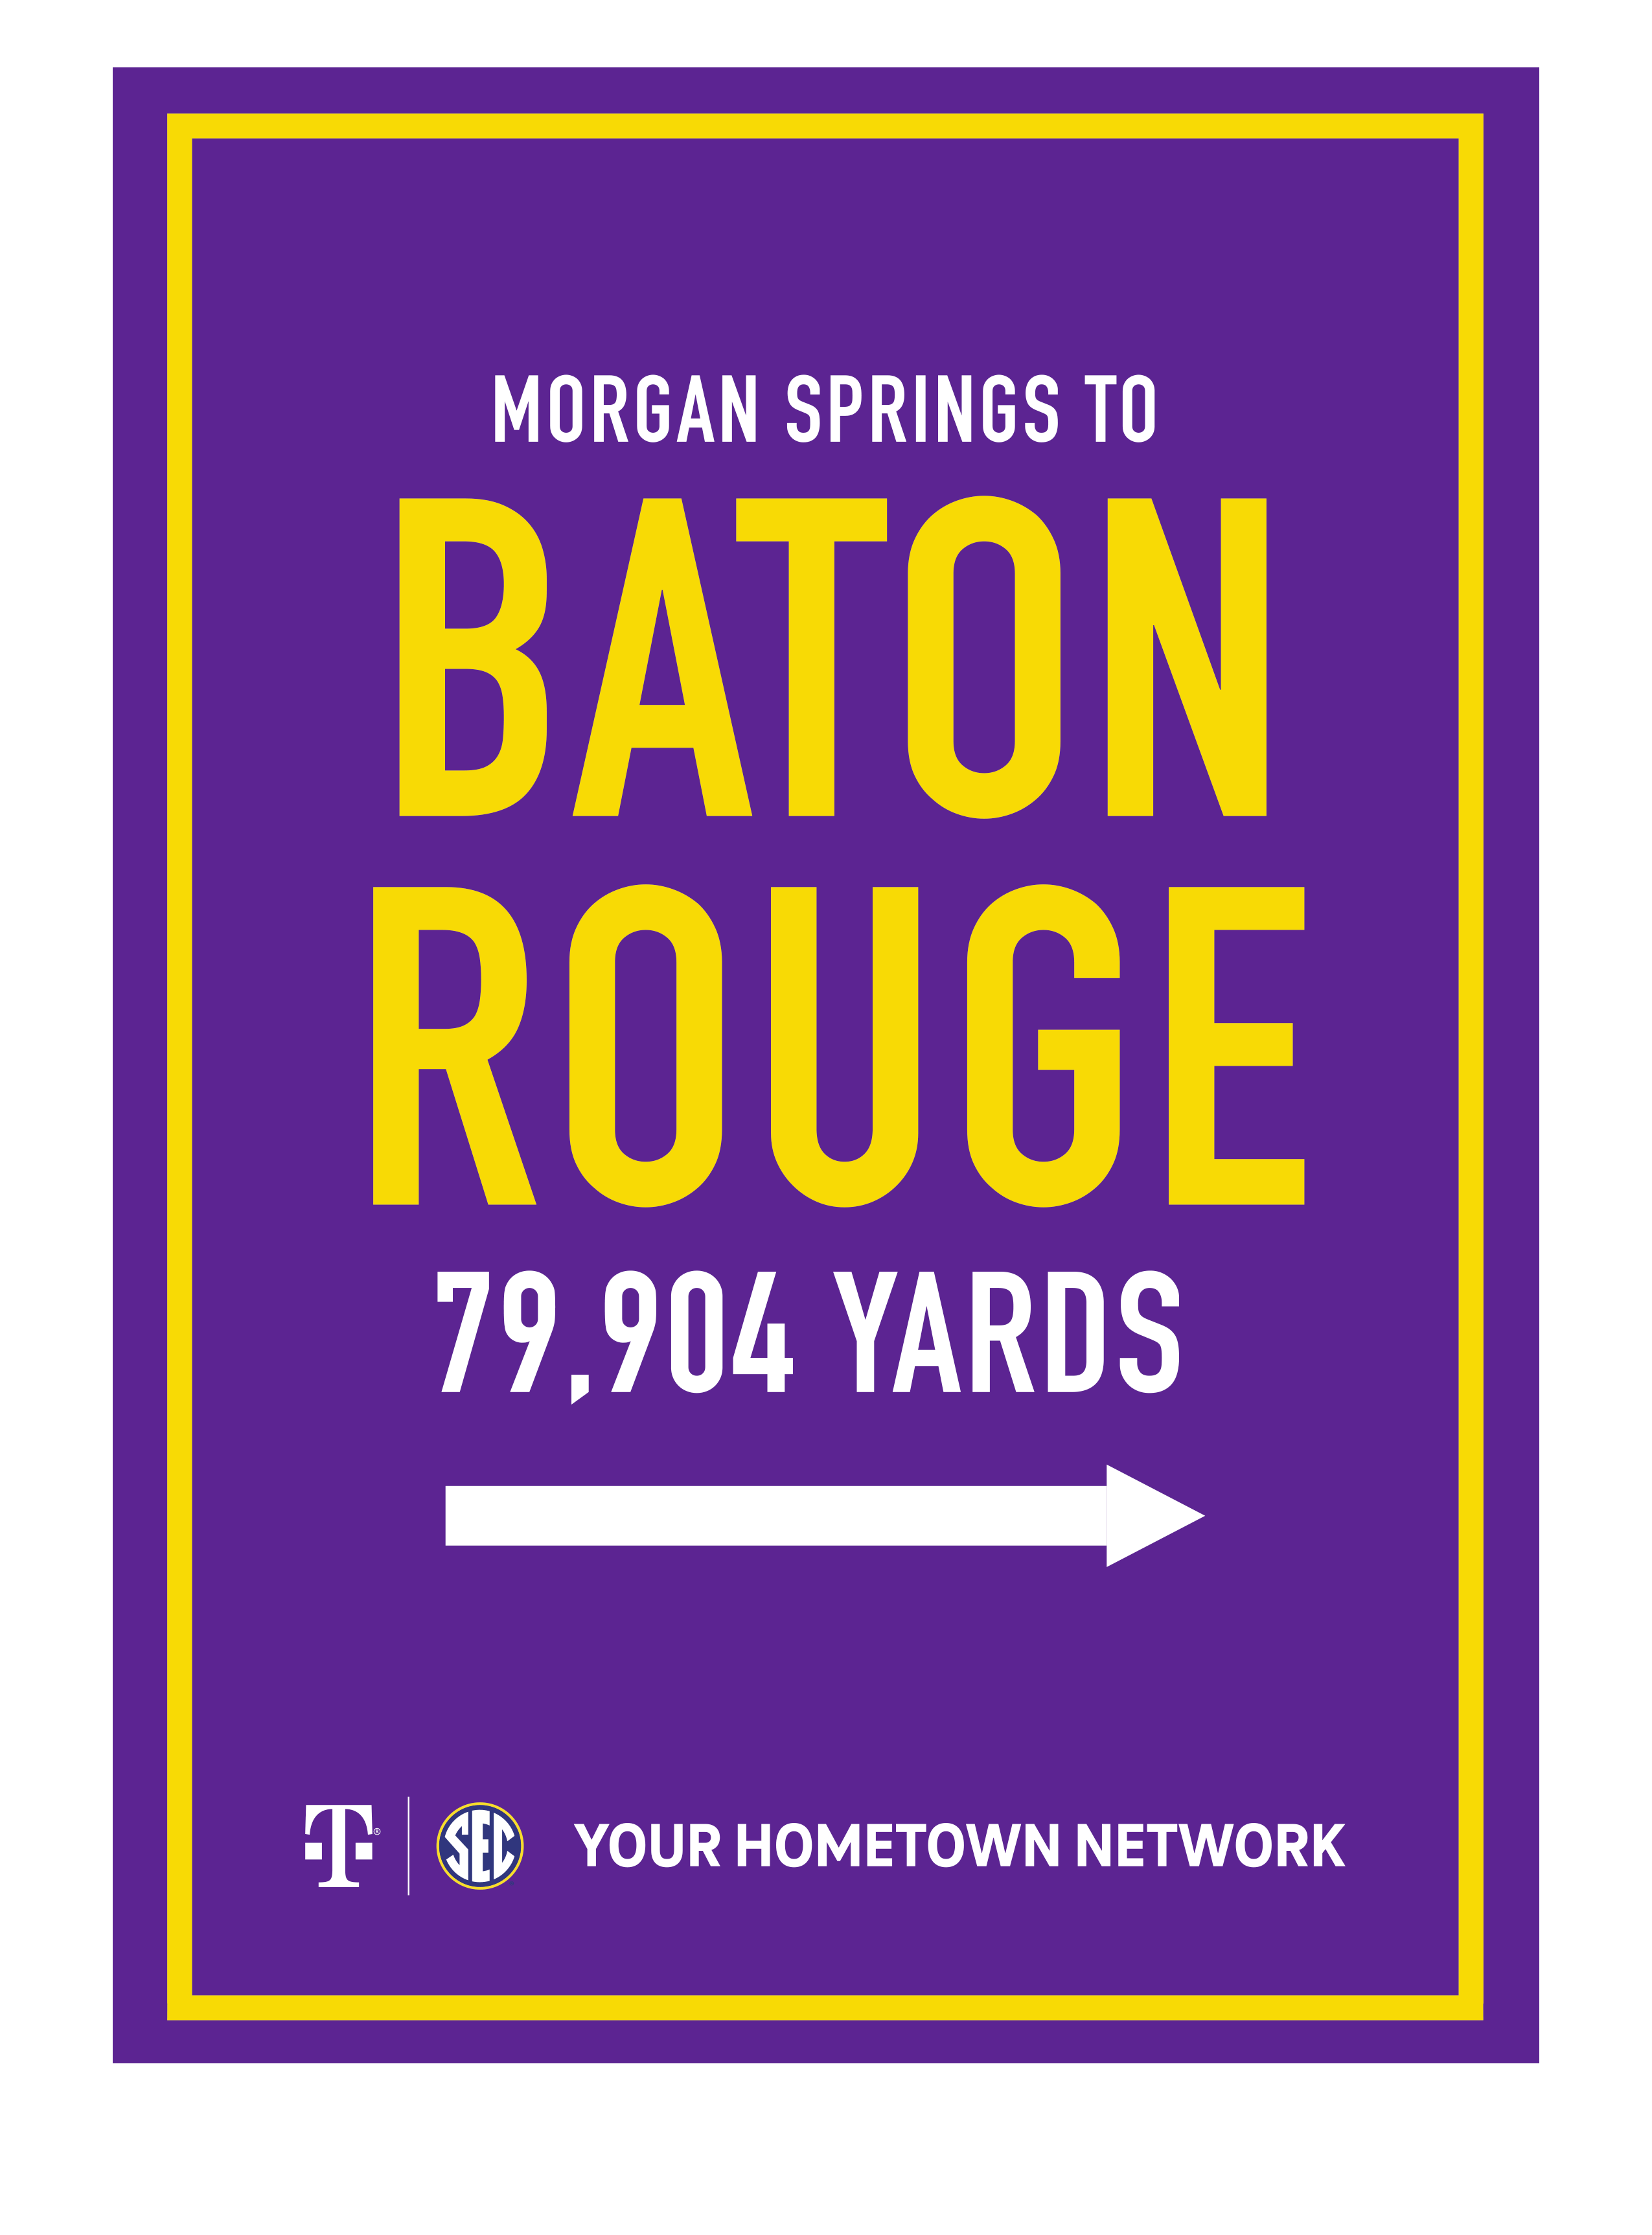 MORGAN SPRINGS TO
BATON
ROUGE
79,904 YARDS
T® SEC YOUR HOMETOWN NETWORK